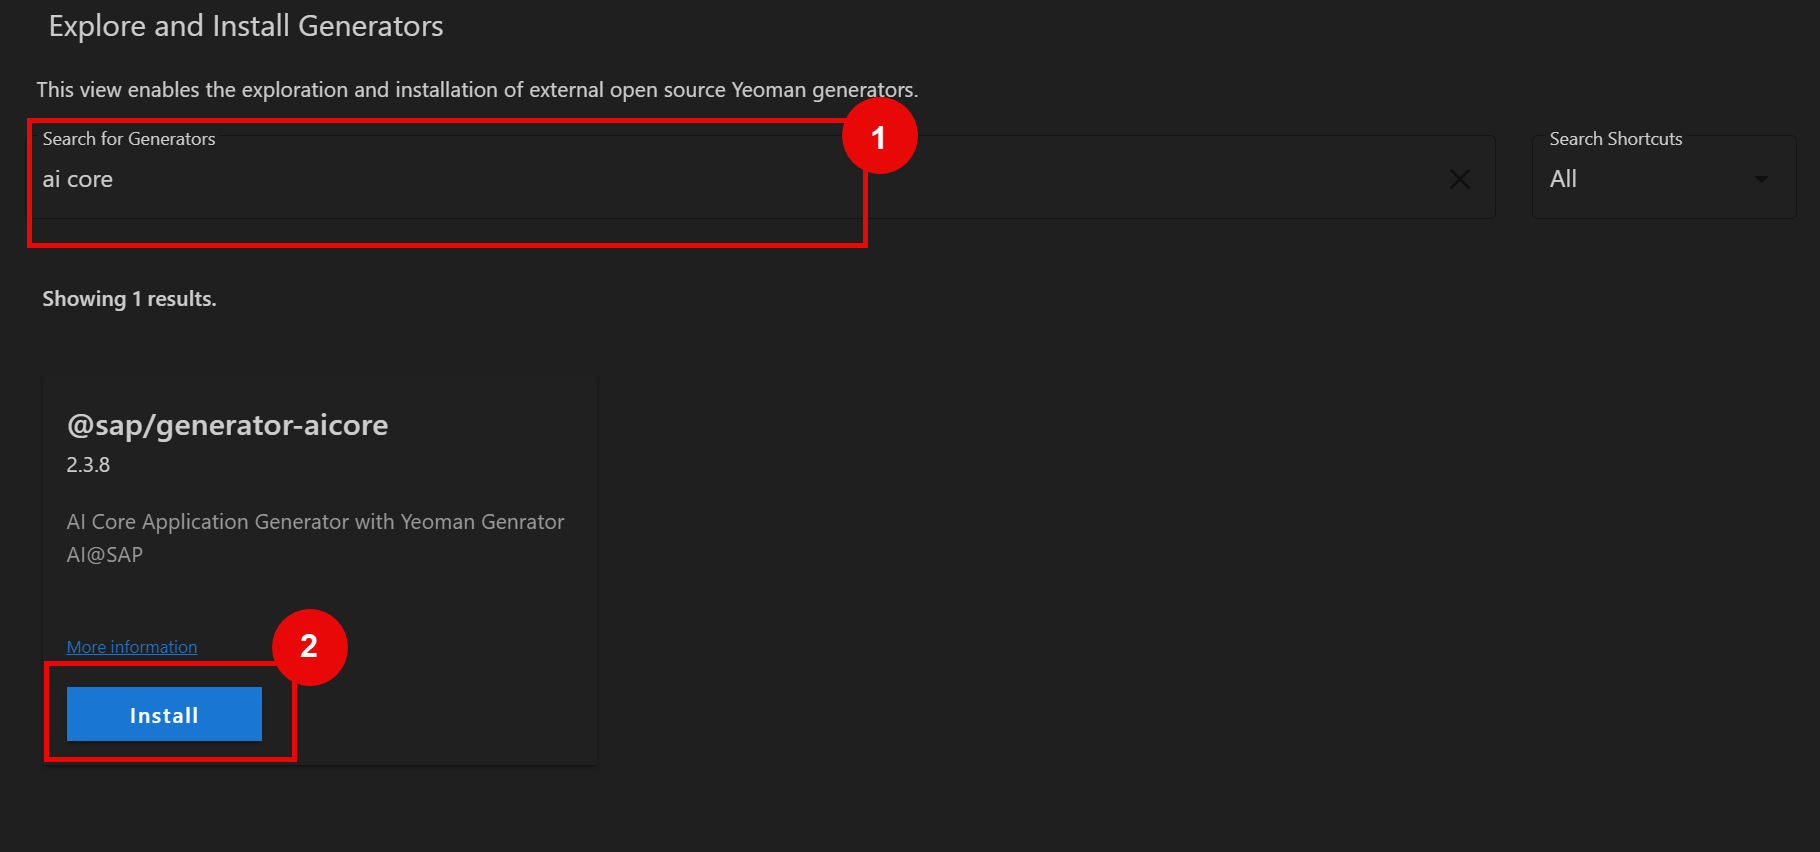 Explore and Install Generators
This view enables the exploration and installation of external open source Yeoman generators.
1
Search for Generators
Search Shortcuts
ai core
All
Showing 1 results.
@sap/generator-aicore
2.3.8
AI Core Application Generator with Yeoman Genrator
AI@SAP
More information
2
Install